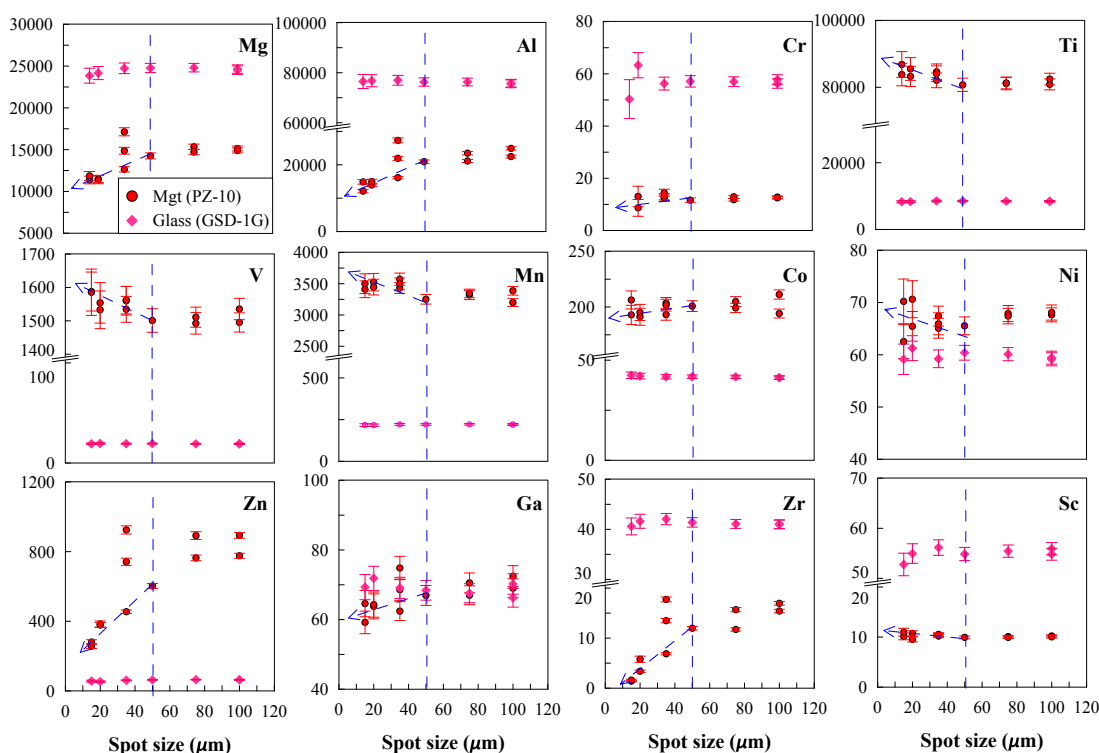 30000
25000
20000
15000
10000
5000
Mg
Mgt (PZ-10)
Glass (GSD-1G)
100000
80000
60000
40000
20000
0
Al
80
60
40
20
0
Cr
100000
80000
20000
0
Ti
1700
1600
1500
1400
100
0
V
4000
3500
3000
500
0
Mn
250
200
150
50
0
Co
80
70
60
50
40
Ni
1200
800
400
0
Zn
100
80
60
40
Ga
50
40
30
20
10
0
Zr
70
60
50
10
0
Sc
0 20 40 60 80 100 120
0 20 40 60 80 100 120
0 20 40 60 80 100 120
0 20 40 60 80 100 120
Spot size (μm)
Spot size (μm)
Spot size (μm)
Spot size (μm)